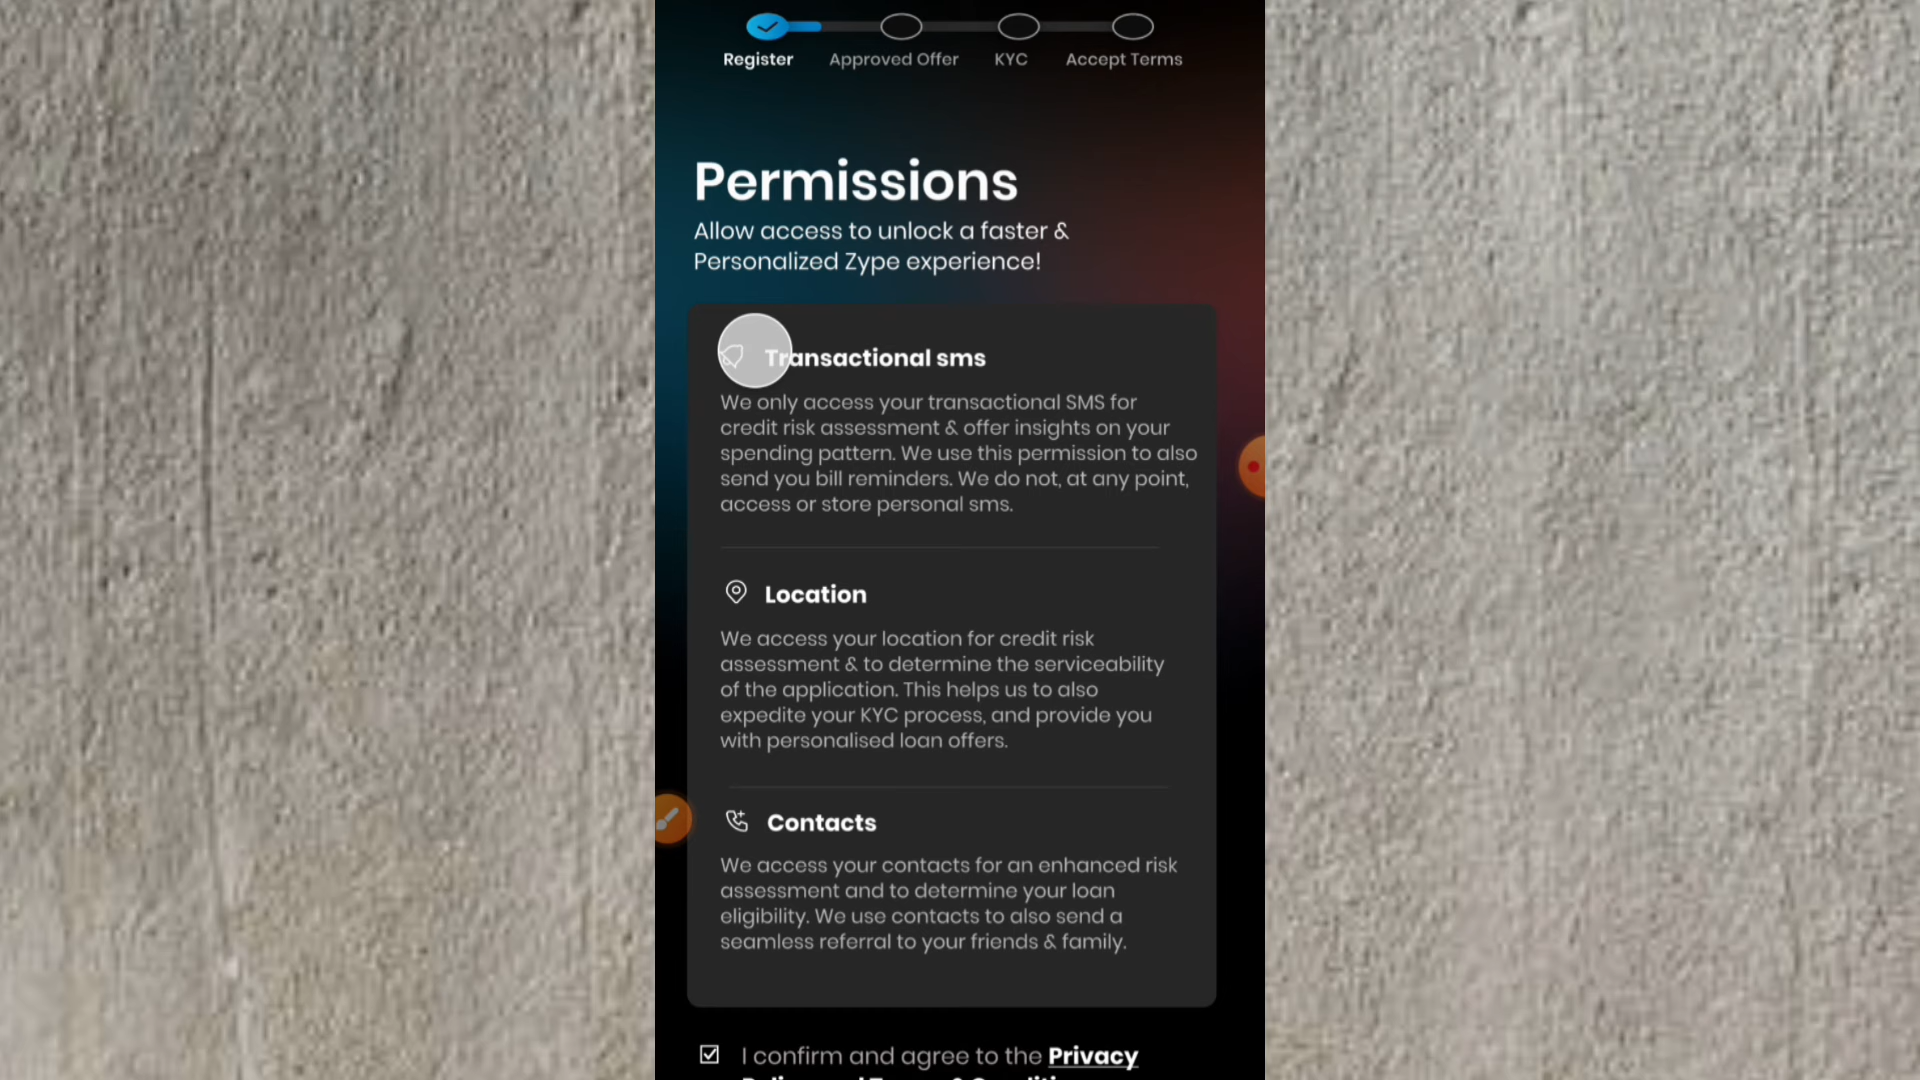 Register Approved Offer KYC Accept Terms
Permissions
Allow access to unlock a faster &
Personalized Zype experience!
Transactional sms
We only access your transactional SMS for
credit risk assessment & offer insights on your
spending pattern. We use this permission to also
send you bill reminders. We do not, at any point,
access or store personal sms.
Location
We access your location for credit risk
assessment & to determine the serviceability
of the application. This helps us to also
expedite your KYC process, and provide you
with personalised loan offers.
Contacts
We access your contacts for an enhanced risk
assessment and to determine your loan
eligibility. We use contacts to also send a
seamless referral to your friends & family.
I confirm and agree to the Privacy